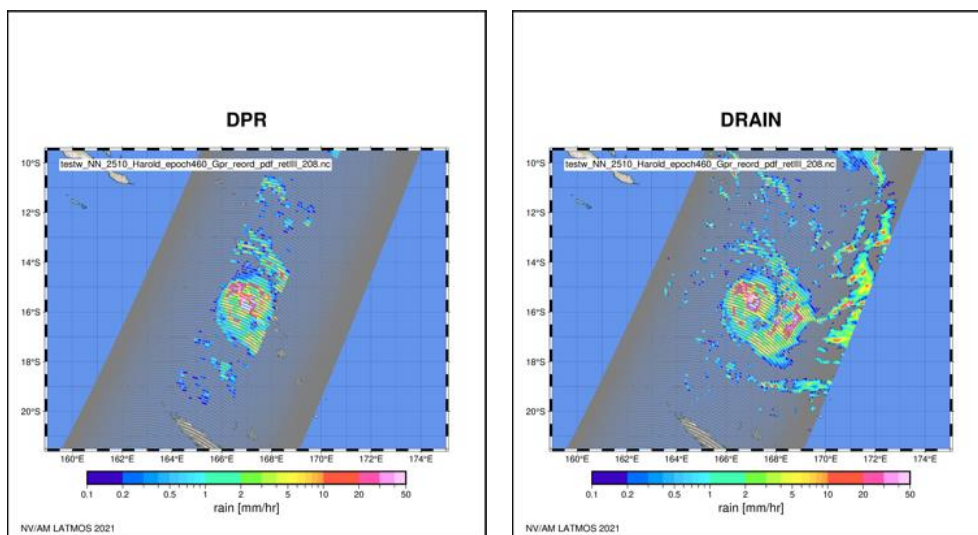 DPR
testw_NN_2510_Harold_epoch460_Gpr_reord_pdf_retIII_208.nc
10°S
12°S
14°S
16°S
18°S
20°S
160°E 162°E 164°E 166°E 168°E 170°E 172°E 174°E
0.1 0.2 0.5 1 2 5 10 20 50
rain [mm/hr]
NV/AM LATMOS 2021
DRAIN
testw_NN_2510_Harold_epoch460_Gpr_reord_pdf_retIII_208.nc
10°S
12°S
14°S
16°S
18°S
20°S
160°E 162°E 164°E 166°E 168°E 170°E 172°E 174°E
0.1 0.2 0.5 1 2 5 10 20 50
rain [mm/hr]
NV/AM LATMOS 2021